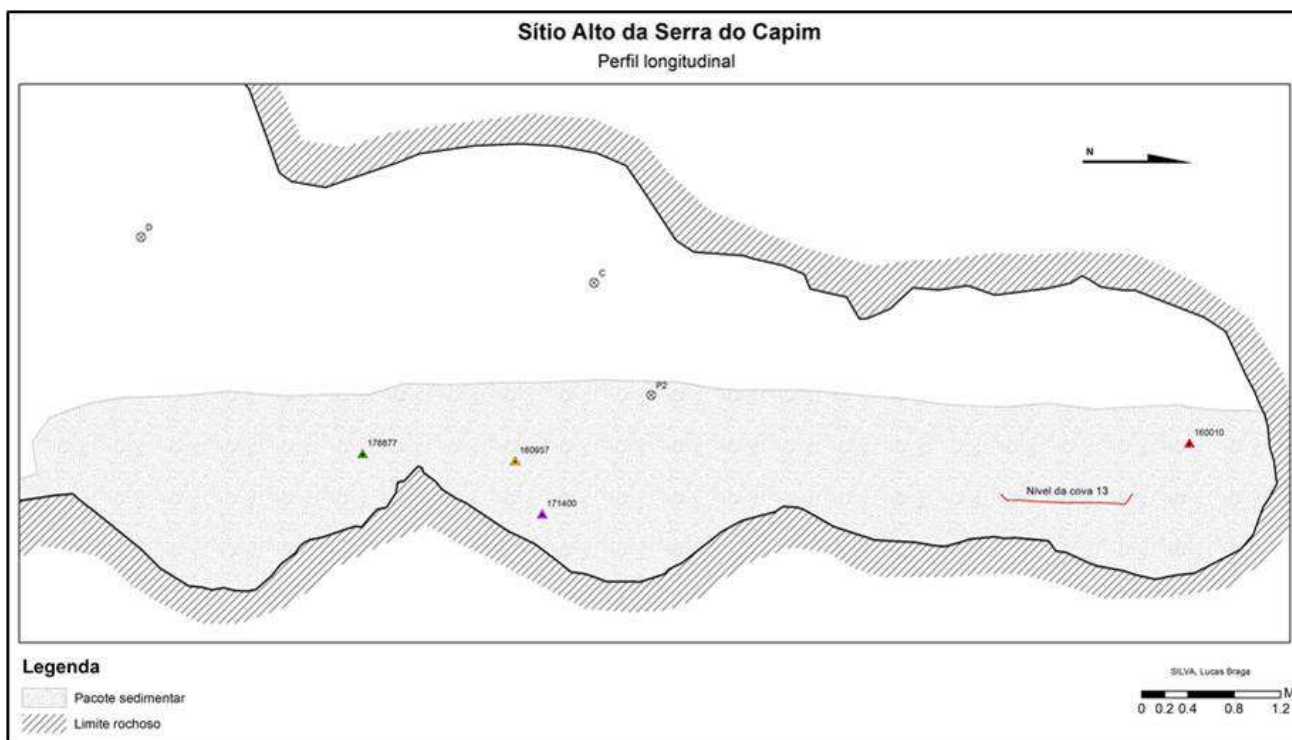 Sítio Alto da Serra do Capim
Perfil longitudinal
N
D
C
P2
176877
160957
160010
171400
Nível da cova 13
Legenda
Pacote sedimentar
Limite rochoso
SILVA, Lucas Braga
M
0 0.2 0.4 0.8 1.2